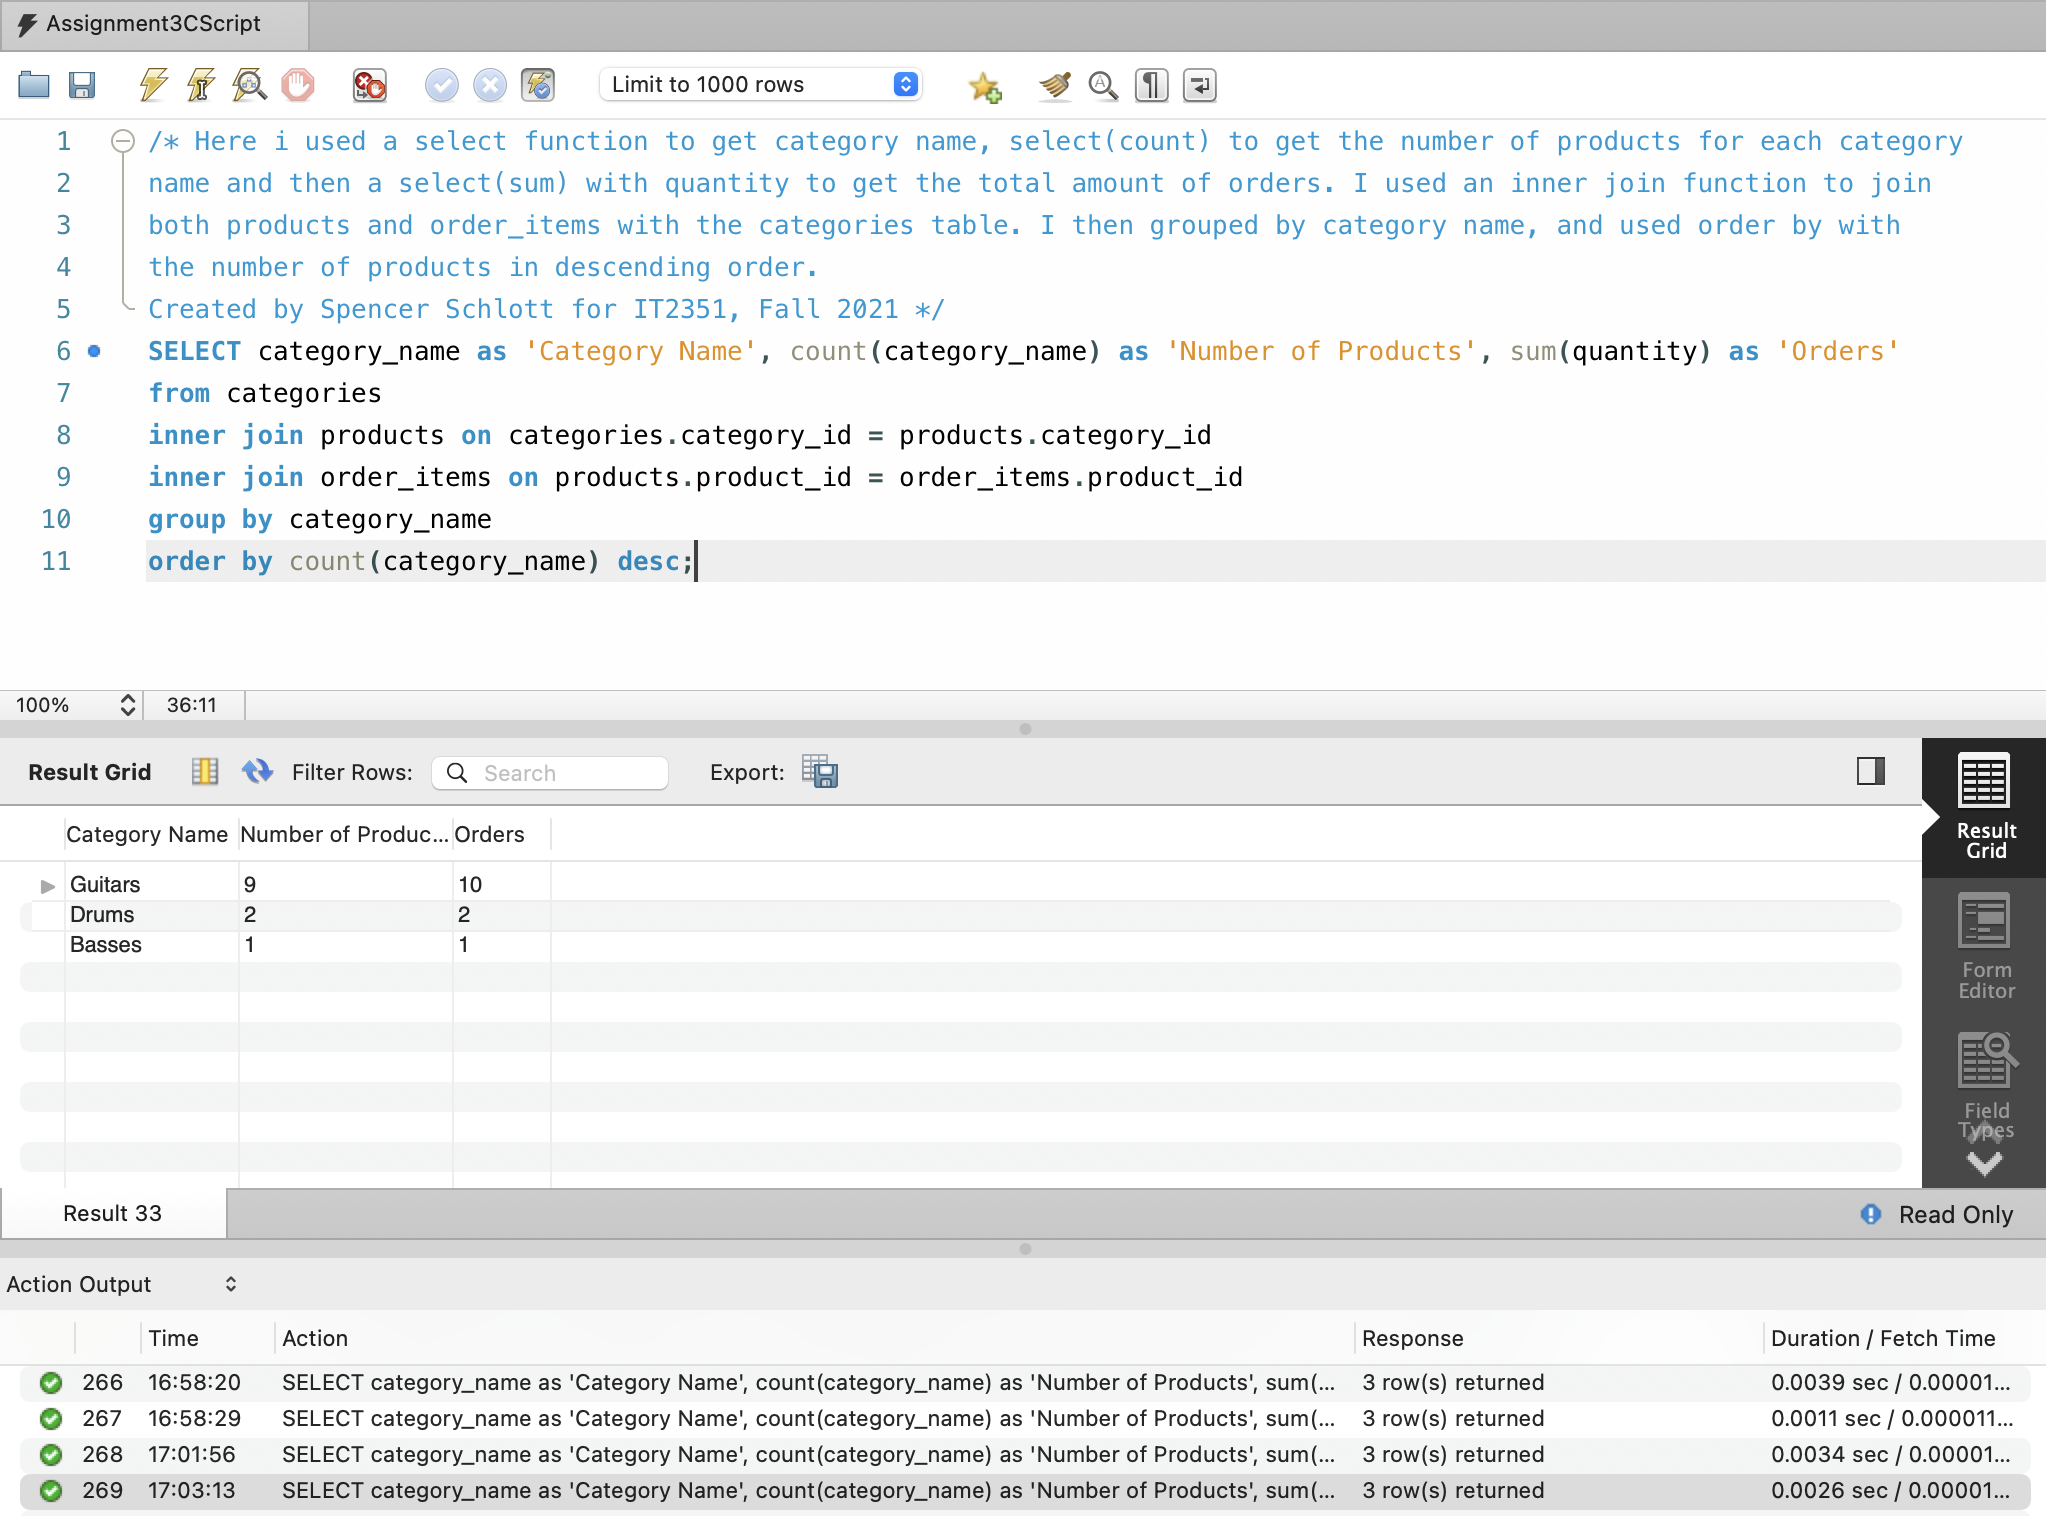 Assignment3CScript
Limit to 1000 rows
1 /* Here i used a select function to get category name, select(count) to get the number of products for each category
2 name and then a select(sum) with quantity to get the total amount of orders. I used an inner join function to join
3 both products and order_items with the categories table. I then grouped by category name, and used order by with
4 the number of products in descending order.
5 Created by Spencer Schlott for IT2351, Fall 2021 */
6 SELECT category_name as 'Category Name', count(category_name) as 'Number of Products', sum(quantity) as 'Orders'
7 from categories
8 inner join products on categories.category_id = products.category_id
9 inner join order_items on products.product_id = order_items.product_id
10 group by category_name
11 order by count(category_name) desc;
100% 36:11
Result Grid Filter Rows: Search Export:
Category Name Number of Produc... Orders
Guitars 9 10
Drums 2 2
Basses 1 1
Result
Grid
Form
Editor
Field
Types
Result 33 Read Only
Action Output
Time Action Response Duration / Fetch Time
266 16:58:20 SELECT category_name as 'Category Name', count(category_name) as 'Number of Products', sum(... 3 row(s) returned 0.0039 sec / 0.00001...
267 16:58:29 SELECT category_name as 'Category Name', count(category_name) as 'Number of Products', sum(... 3 row(s) returned 0.0011 sec / 0.000011...
268 17:01:56 SELECT category_name as 'Category Name', count(category_name) as 'Number of Products', sum(... 3 row(s) returned 0.0034 sec / 0.00001...
269 17:03:13 SELECT category_name as 'Category Name', count(category_name) as 'Number of Products', sum(... 3 row(s) returned 0.0026 sec / 0.00001...